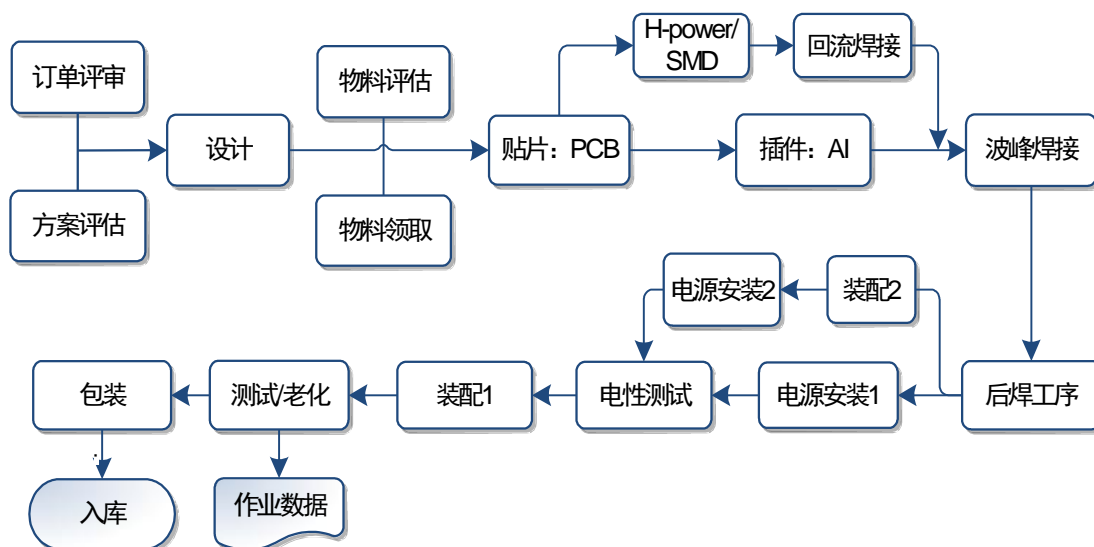 订单评审
方案评估
设计
物料评估
物料领取
贴片：PCB
H-power/
SMD
回流焊接
插件：AI
波峰焊接
后焊工序
装配2
电源安装2
电源安装1
电性测试
装配1
测试/老化
包装
作业数据
入库